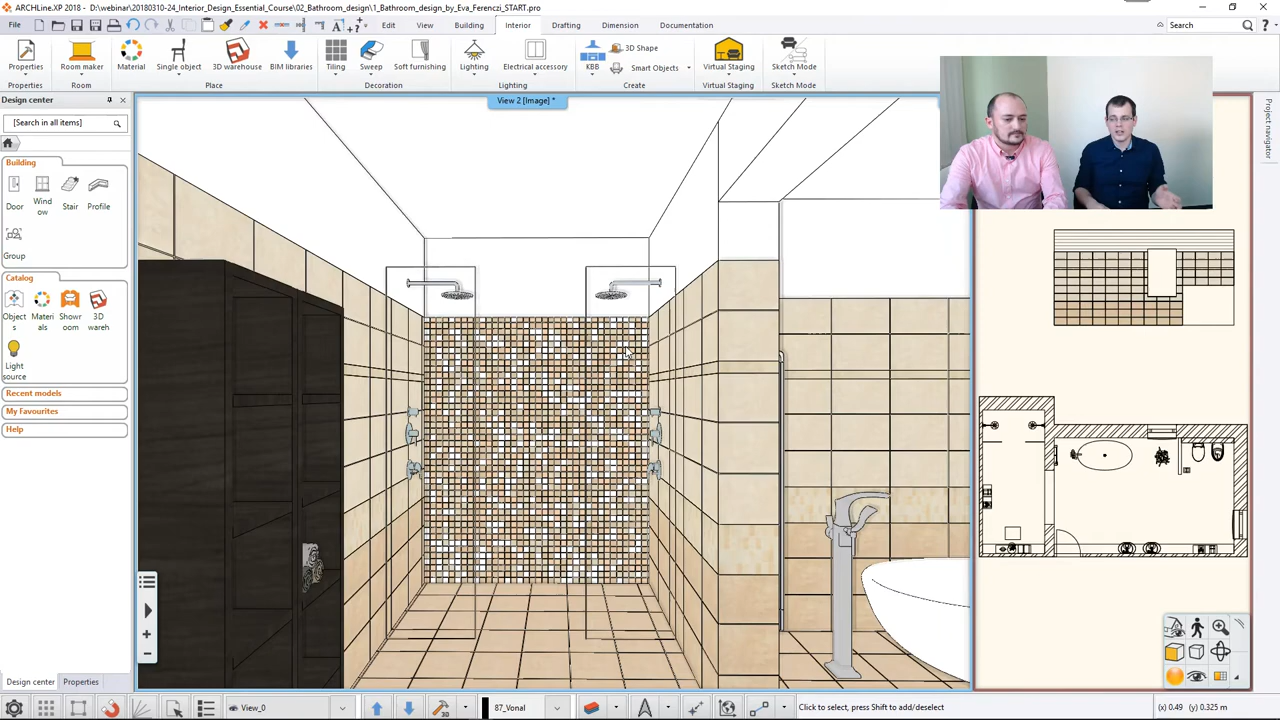 ARCHLine.XP 2018 - D:\webinar\20180310-24_Interior_Design_Essential_Course\02_Bathroom_design\1_Bathroom_design_by_Eva_Ferenczi_START.pro
File
Edit
View
Building
Interior
Drafting
Dimension
Documentation
Search
Properties
Room maker
Material
Single object
3D warehouse
BIM libraries
Tiling
Sweep
Soft furnishing
Lighting
Electrical accessory
KBB
3D Shape
Smart Objects
Virtual Staging
Sketch Mode
Properties
Room
Place
Decoration
Lighting
Create
Virtual Staging
Sketch Mode
Design center
View 2 [Image] *
Project navigator
[Search in all items]
Building
Door
Wind
ow
Stair
Profile
Group
Catalog
Object
s
Materi
als
Showr
oom
3D
wareh
Light
source
Recent models
My Favourites
Help
Design center
Properties
View_0
30
87_Vonal
Click to select, press Shift to add/deselect
(x) 0.49
(y) 0.325 m